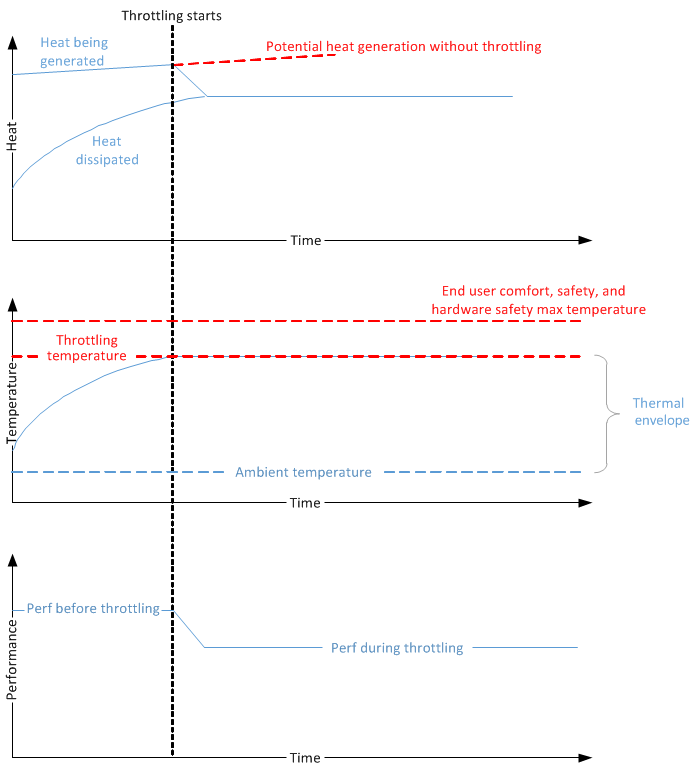 Throttling starts
Heat being
generated
Potential heat generation without throttling
Heat
Heat
dissipated
Time
End user comfort, safety, and
hardware safety max temperature
Throttling
temperature
Temperature
Thermal
envelope
Ambient temperature
Time
Perf before throttling
Performance
Perf during throttling
Time